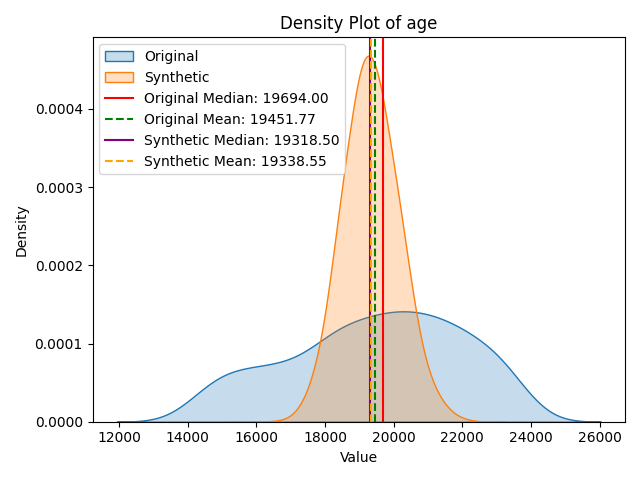 Density Plot of age
Original
Synthetic
Original Median: 19694.00
Original Mean: 19451.77
Synthetic Median: 19318.50
Synthetic Mean: 19338.55
Density
0.0004
0.0003
0.0002
0.0001
0.0000
12000 14000 16000 18000 20000 22000 24000 26000
Value